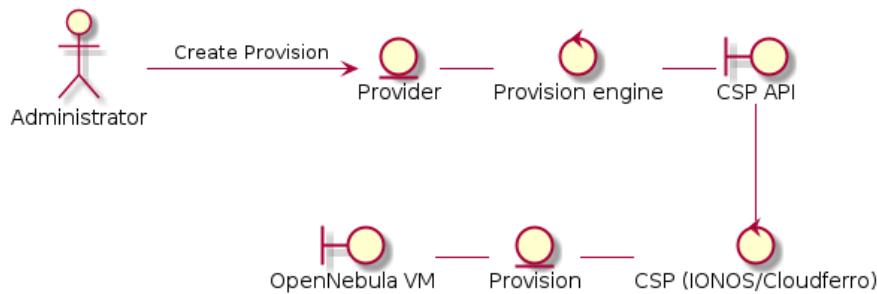 Create Provision
Administrator
Provider
Provision engine
CSP API
OpenNebula VM
Provision
CSP (IONOS/Cloudferro)